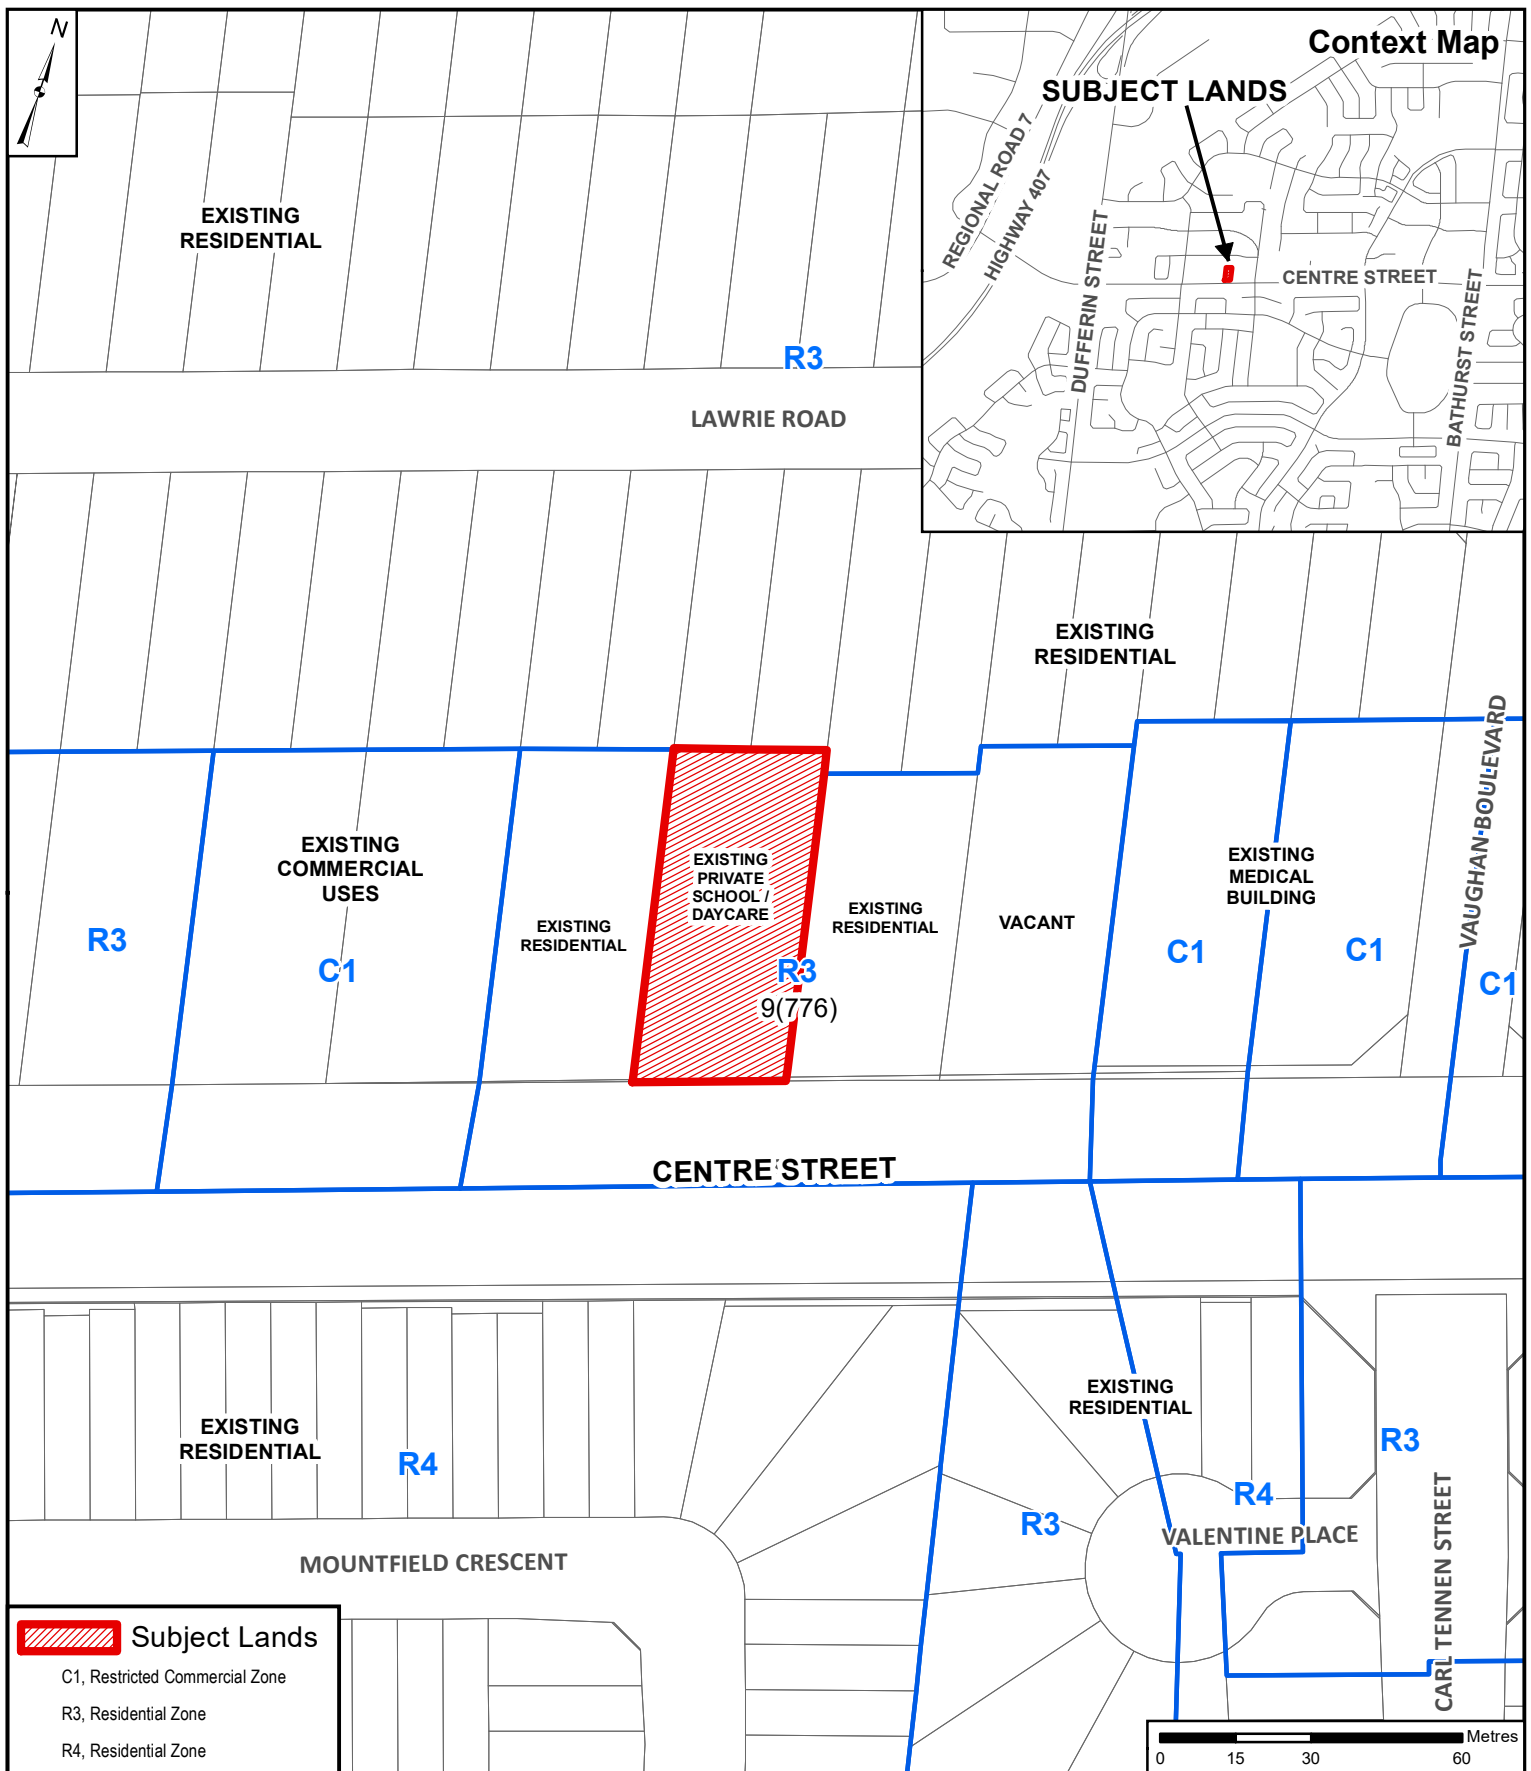 N
Context Map
SUBJECT LANDS
REGIONAL ROAD 7
HIGHWAY 407
DUFFERIN STREET
CENTRE STREET
BATHURST STREET
EXISTING
RESIDENTIAL
R3
LAWRIE ROAD
EXISTING
RESIDENTIAL
VAUGHAN BOULEVARD
EXISTING
COMMERCIAL
USES
EXISTING
PRIVATE
SCHOOL /
DAYCARE
EXISTING
MEDICAL
BUILDING
EXISTING
RESIDENTIAL
EXISTING
RESIDENTIAL
VACANT
R3
C1
R3
9(776)
C1
C1
C1
CENTRE STREET
EXISTING
RESIDENTIAL
R4
EXISTING
RESIDENTIAL
R3
R4
R3
VALENTINE PLACE
MOUNTFIELD CRESCENT
CARL TENNEN STREET
Subject Lands
C1, Restricted Commercial Zone
R3, Residential Zone
R4, Residential Zone
Metres
0 15 30 60